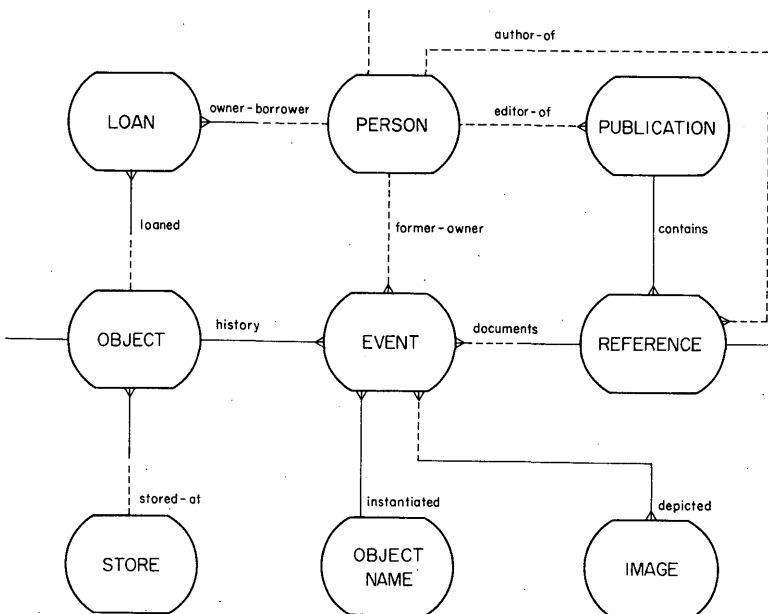 author-of
LOAN
owner-borrower
PERSON
editor-of
PUBLICATION
loaned
former-owner
contains
OBJECT
history
EVENT
documents
REFERENCE
stored-at
instantiated
depicted
STORE
OBJECT
NAME
IMAGE